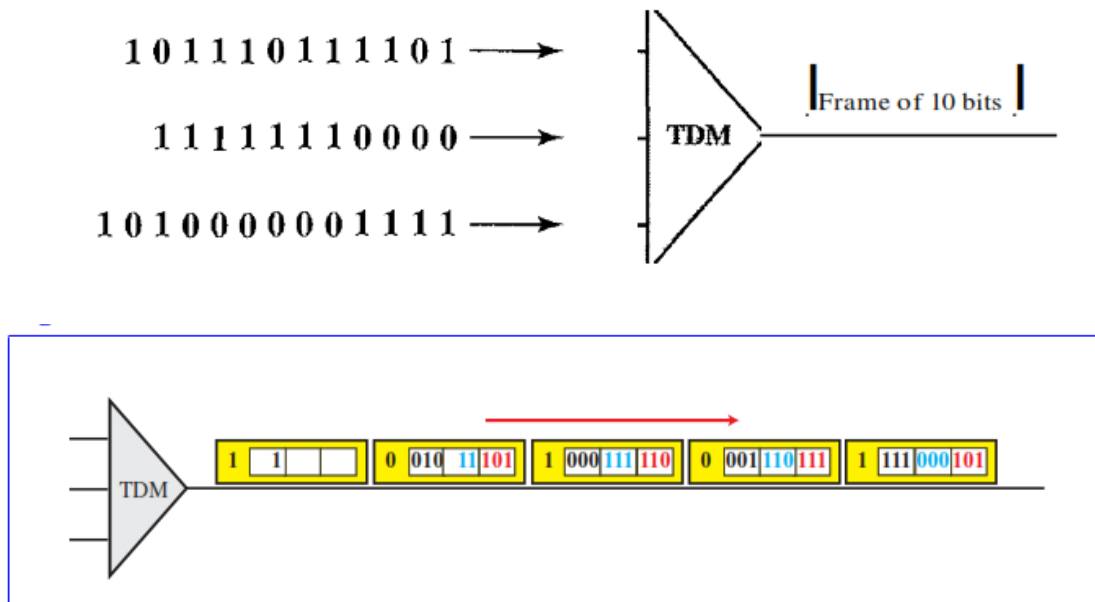 1 0 1 1 1 0 1 1 1 1 0 1
Frame of 10 bits
1 1 1 1 1 1 1 0 0 0 0
TDM
1 0 1 0 0 0 0 0 0 1 1 1 1
1 1
0 010 11 101
1 000 111 110
0 001 110 111
1 111 000 101
TDM